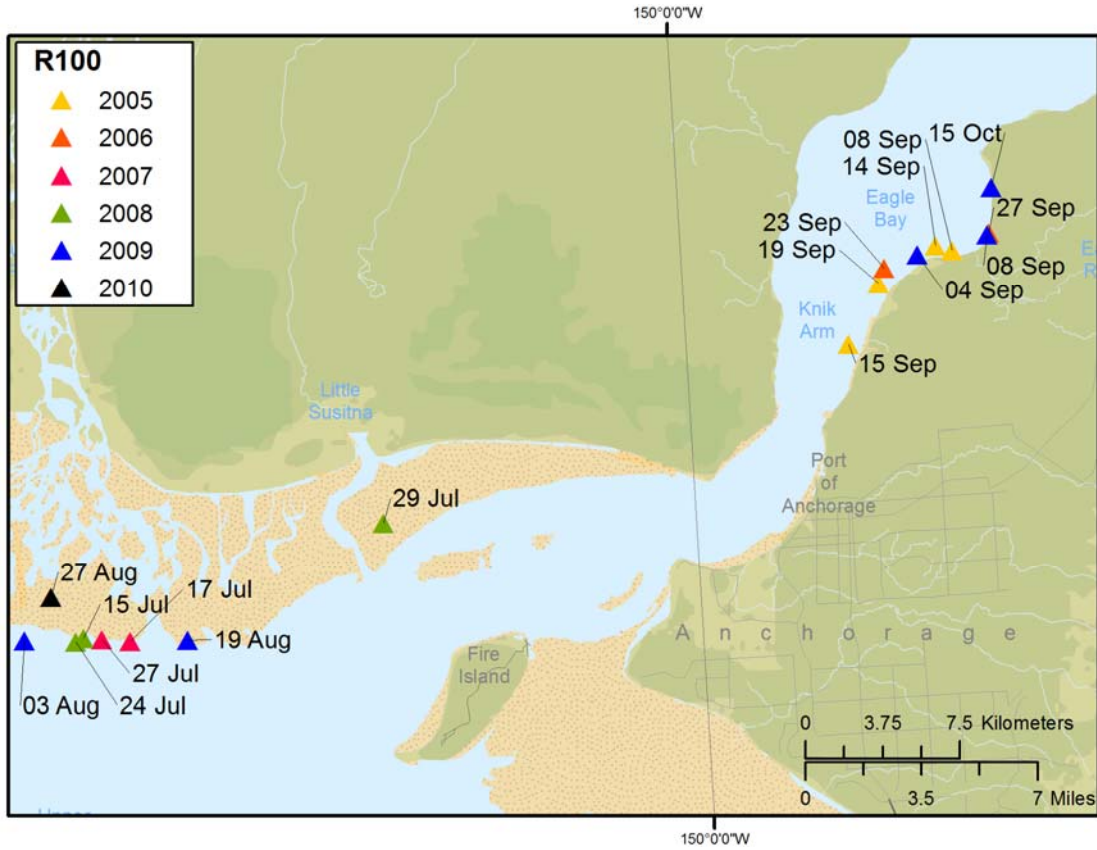 150°0'0"W
R100
2005
2006
2007
2008
2009
2010
08 Sep
15 Oct
14 Sep
Eagle
Bay
27 Sep
23 Sep
19 Sep
08 Sep
04 Sep
Knik
Arm
15 Sep
Little
Susitna
Port
of
Anchorage
29 Jul
27 Aug
15 Jul
17 Jul
19 Aug
27 Jul
03 Aug
24 Jul
Fire
Island
Anchorage
0 3.75 7.5 Kilometers
0 3.5 7 Miles
150°0'0"W